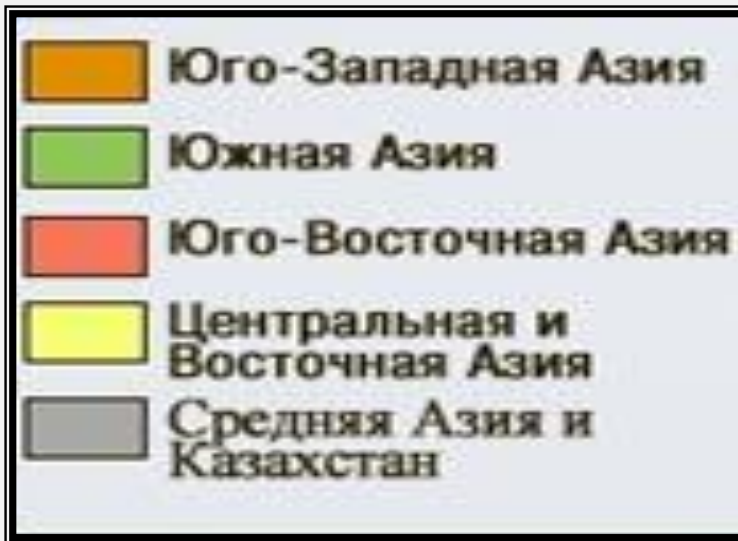 Юго-Западная Азия
Южная Азия
Юго-Восточная Азия
Центральная и
Восточная Азия
Средняя Азия и
Казахстан